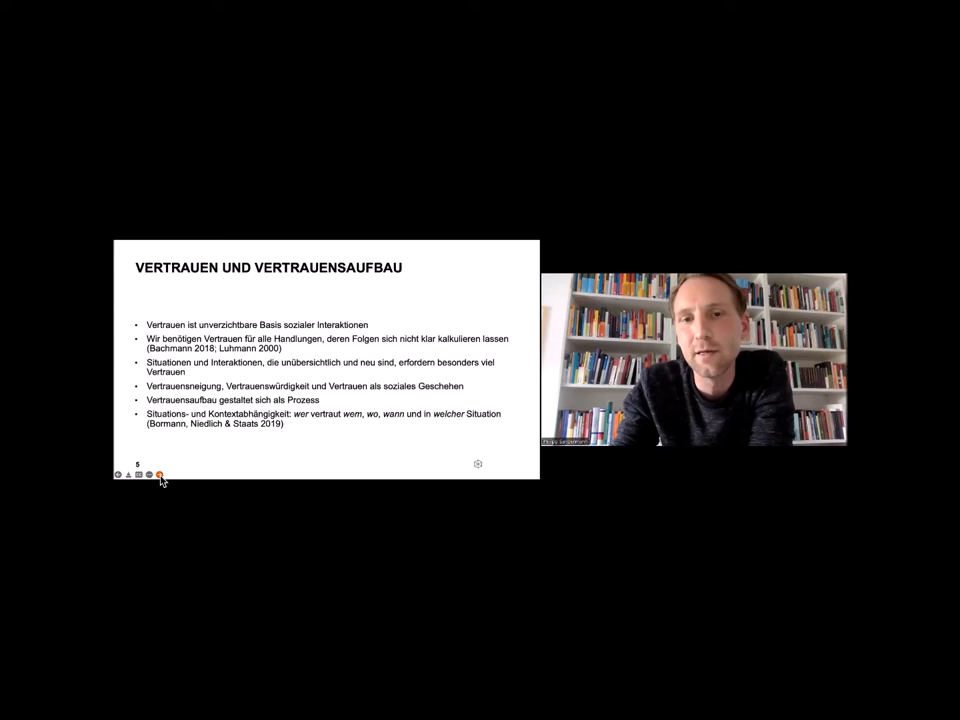 VERTRAUEN UND VERTRAUENSAUFBAU
• Vertrauen ist unverzichtbare Basis sozialer Interaktionen
• Wir benötigen Vertrauen für alle Handlungen, deren Folgen sich nicht klar kalkulieren lassen
(Bachmann 2018; Luhmann 2000)
• Situationen und Interaktionen, die unübersichtlich und neu sind, erfordern besonders viel
Vertrauen
• Vertrauensneigung, Vertrauenswürdigkeit und Vertrauen als soziales Geschehen
• Vertrauensaufbau gestaltet sich als Prozess
• Situations- und Kontextabhängigkeit: wer vertraut wem, wo, wann und in welcher Situation
(Bormann, Niedlich & Staats 2019)
5